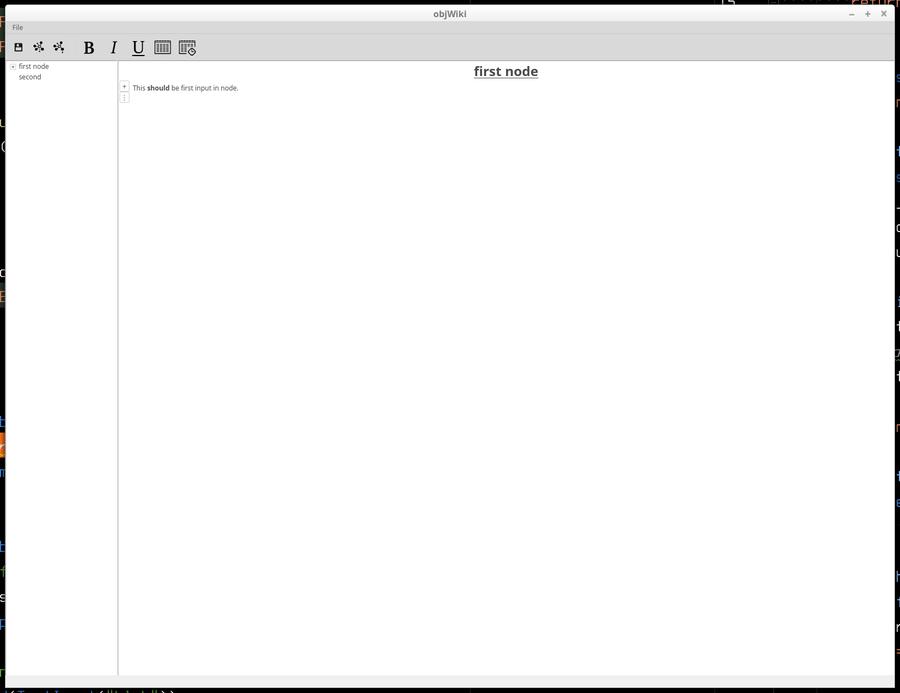 objWiki
File
B I U
first node
second
first node
This should be first input in node.